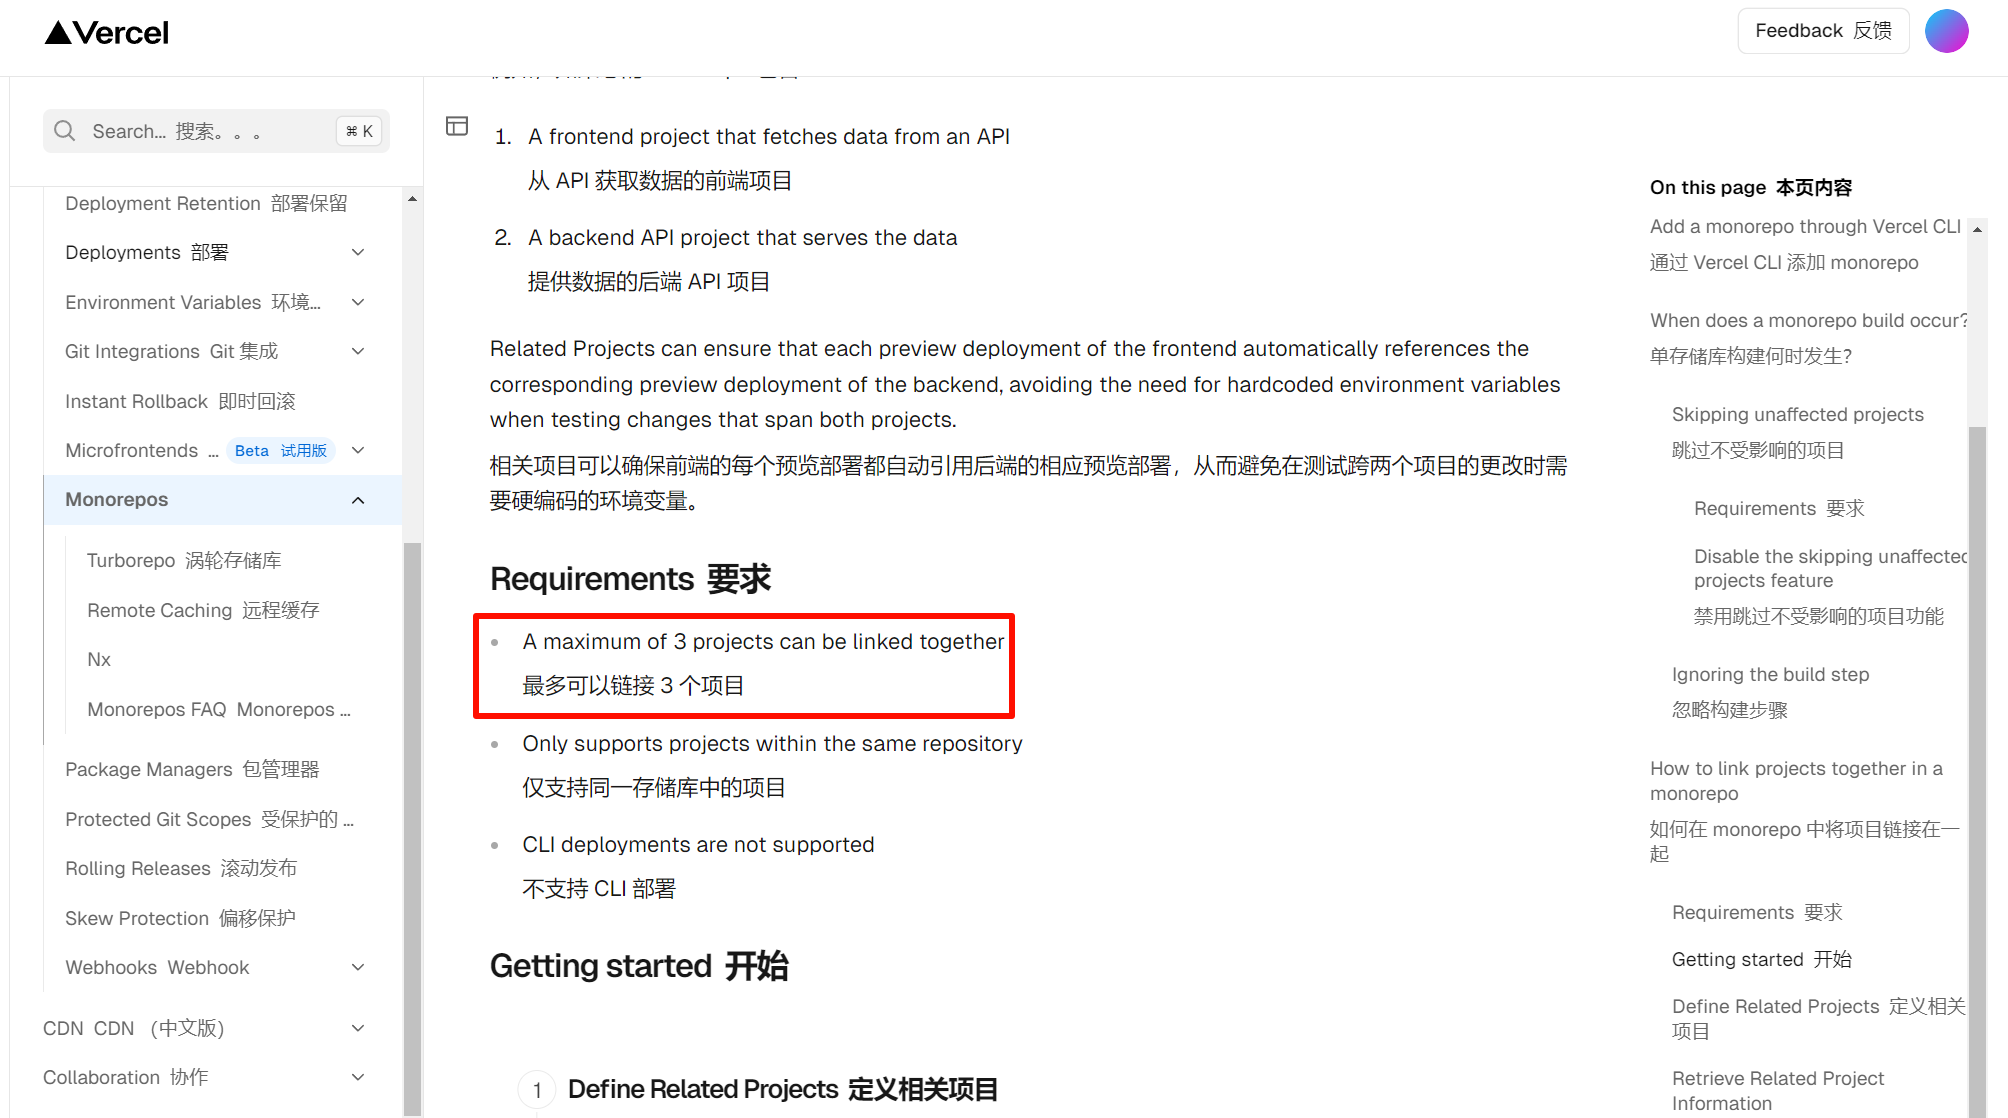 Vercel
Feedback 反馈
Search... 搜索。。。
⌘ K
Deployment Retention 部署保留
Deployments 部署
Environment Variables 环境...
Git Integrations Git 集成
Instant Rollback 即时回滚
Microfrontends ... Beta 试用版
Monorepos
Turborepo 涡轮存储库
Remote Caching 远程缓存
Nx
Monorepos FAQ Monorepos ...
Package Managers 包管理器
Protected Git Scopes 受保护的 ...
Rolling Releases 滚动发布
Skew Protection 偏移保护
Webhooks Webhook
CDN CDN （中文版）
Collaboration 协作
1. A frontend project that fetches data from an API
从 API 获取数据的前端项目
2. A backend API project that serves the data
提供数据的后端 API 项目
Related Projects can ensure that each preview deployment of the frontend automatically references the
corresponding preview deployment of the backend, avoiding the need for hardcoded environment variables
when testing changes that span both projects.
相关项目可以确保前端的每个预览部署都自动引用后端的相应预览部署，从而避免在测试跨两个项目的更改时需
要硬编码的环境变量。
Requirements 要求
A maximum of 3 projects can be linked together
最多可以链接 3 个项目
Only supports projects within the same repository
仅支持同一存储库中的项目
CLI deployments are not supported
不支持 CLI 部署
Getting started 开始
1 Define Related Projects 定义相关项目
On this page 本页内容
Add a monorepo through Vercel CLI
通过 Vercel CLI 添加 monorepo
When does a monorepo build occur?
单存储库构建何时发生？
Skipping unaffected projects
跳过不受影响的项目
Requirements 要求
Disable the skipping unaffected
projects feature
禁用跳过不受影响的项目功能
Ignoring the build step
忽略构建步骤
How to link projects together in a
monorepo
如何在 monorepo 中将项目链接在一
起
Requirements 要求
Getting started 开始
Define Related Projects 定义相关
项目
Retrieve Related Project
Information